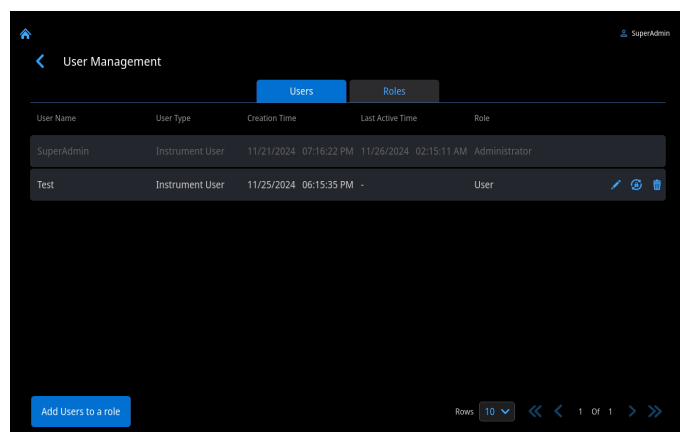 SuperAdmin
User Management
Users Roles
User Name User Type Creation Time Last Active Time Role
SuperAdmin Instrument User 11/21/2024 07:16:22 PM 11/26/2024 02:15:11 AM Administrator
Test Instrument User 11/25/2024 06:15:35 PM - User
Add Users to a role Rows 10 1 Of 1